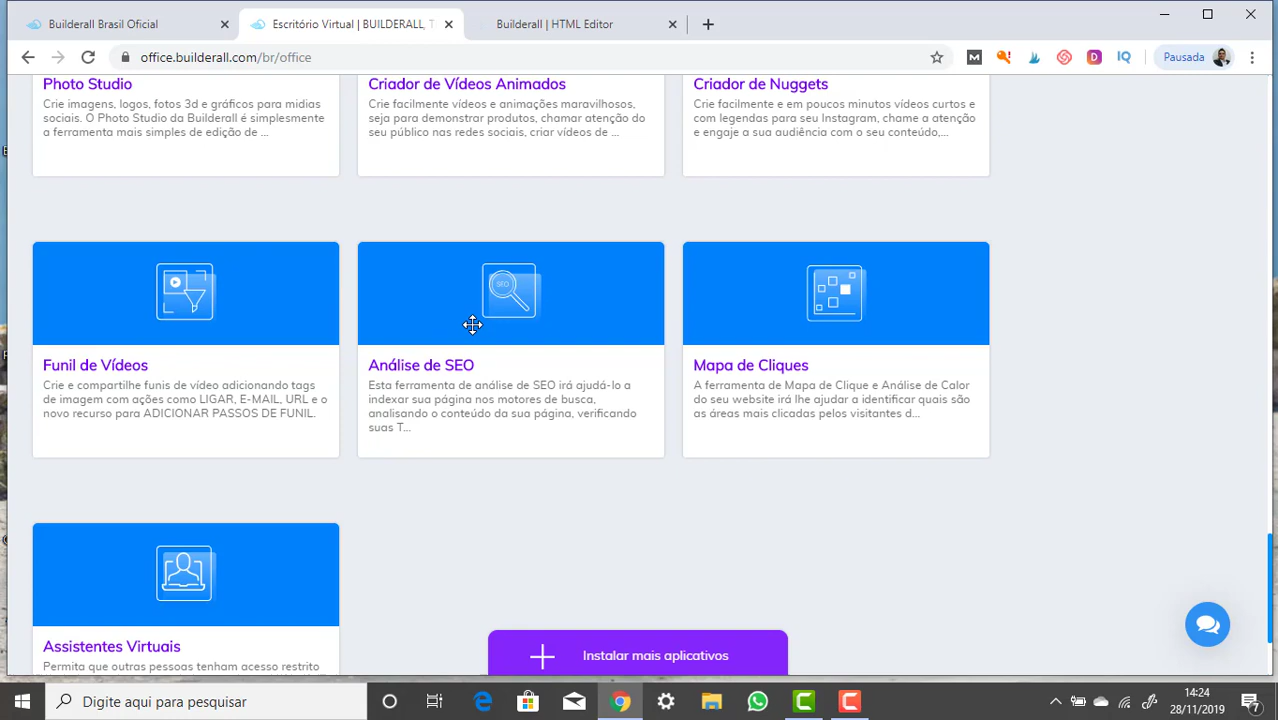 Builderall Brasil Oficial
Escritório Virtual | BUILDERALL, T
Builderall | HTML Editor
office.builderall.com/br/office
M
D
IQ
Pausada
Photo Studio
Crie imagens, logos, fotos 3d e gráficos para midias
sociais. O Photo Studio da Builderall é simplesmente
a ferramenta mais simples de edição de ...
Criador de Vídeos Animados
Crie facilmente vídeos e animações maravilhosos,
seja para demonstrar produtos, chamar atenção do
seu público nas redes sociais, criar vídeos de ...
Criador de Nuggets
Crie facilmente e em poucos minutos vídeos curtos e
com legendas para seu Instagram, chame a atenção
e engaje a sua audiência com o seu conteúdo,...
Funil de Vídeos
Crie e compartilhe funis de vídeo adicionando tags
de imagem com ações como LIGAR, E-MAIL, URL e o
novo recurso para ADICIONAR PASSOS DE FUNIL.
SEO
Análise de SEO
Esta ferramenta de análise de SEO irá ajudá-lo a
indexar sua página nos motores de busca,
analisando o conteúdo da sua página, verificando
suas T...
Mapa de Cliques
A ferramenta de Mapa de Clique e Análise de Calor
do seu website irá lhe ajudar a identificar quais são
as áreas mais clicadas pelos visitantes d...
Assistentes Virtuais
Permita que outras pessoas tenham acesso restrito
Instalar mais aplicativos
Digite aqui para pesquisar
14:24
28/11/2019
7